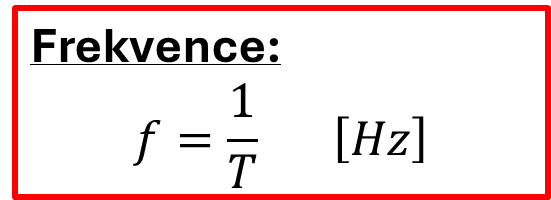 Frekvence:
f = 1/T [Hz]